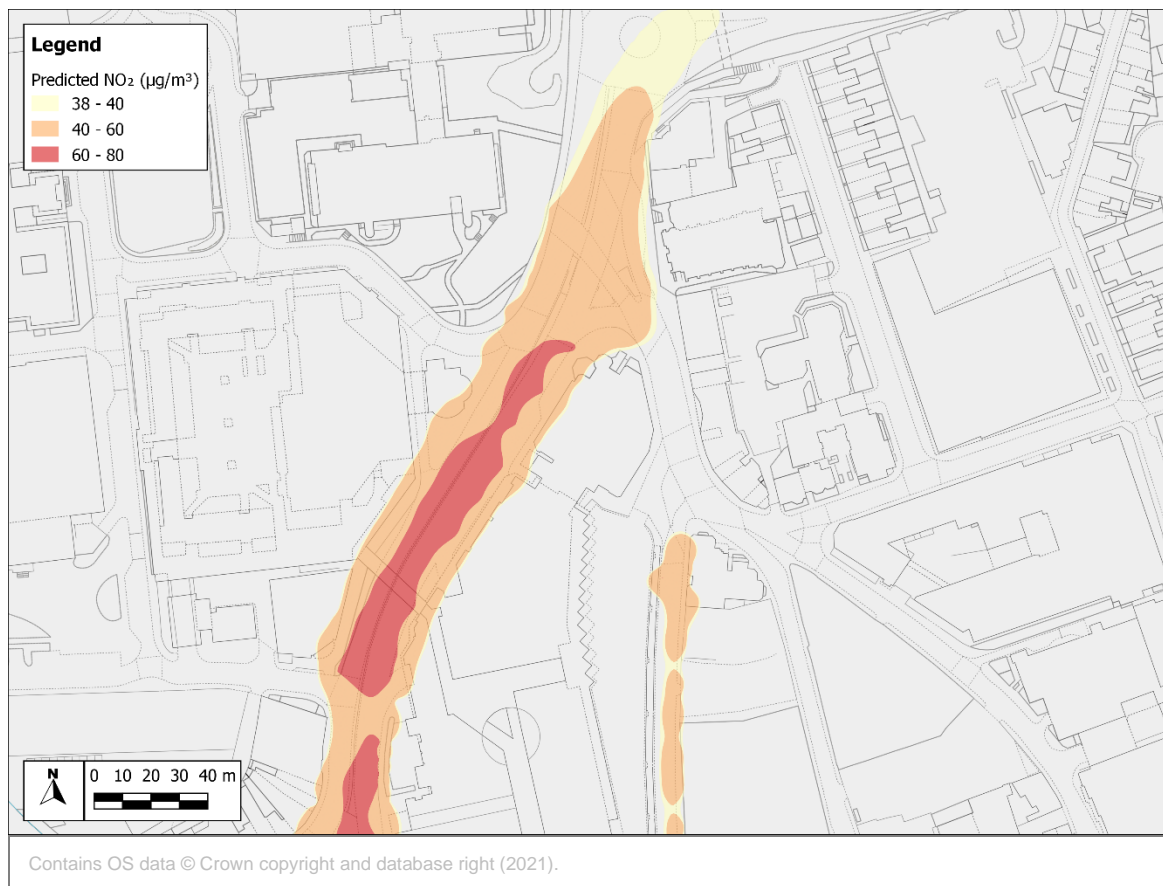 Legend
Predicted NO₂ (µg/m³)
38 - 40
40 - 60
60 - 80
N
0 10 20 30 40 m
Contains OS data © Crown copyright and database right (2021).